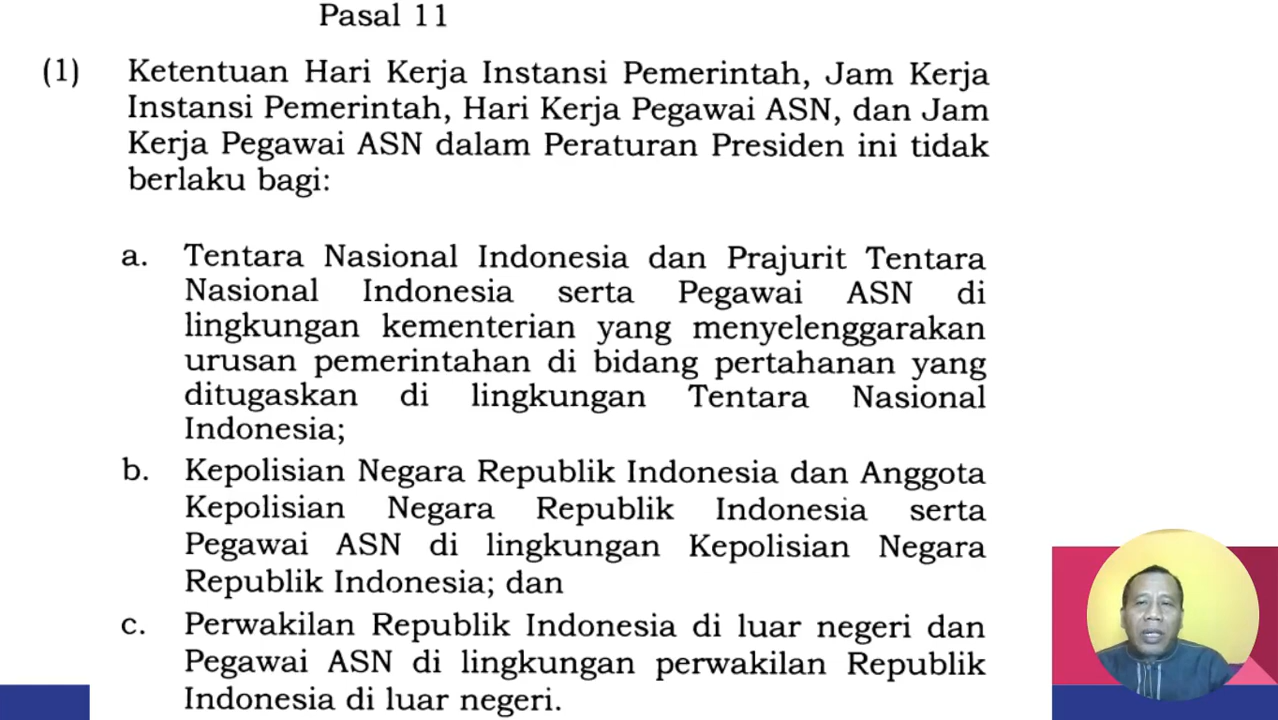 Pasal 11
(1) Ketentuan Hari Kerja Instansi Pemerintah, Jam Kerja
Instansi Pemerintah, Hari Kerja Pegawai ASN, dan Jam
Kerja Pegawai ASN dalam Peraturan Presiden ini tidak
berlaku bagi:
a. Tentara Nasional Indonesia dan Prajurit Tentara
Nasional Indonesia serta Pegawai ASN di
lingkungan kementerian yang menyelenggarakan
urusan pemerintahan di bidang pertahanan yang
ditugaskan di lingkungan Tentara Nasional
Indonesia;
b. Kepolisian Negara Republik Indonesia dan Anggota
Kepolisian Negara Republik Indonesia serta
Pegawai ASN di lingkungan Kepolisian Negara
Republik Indonesia; dan
c. Perwakilan Republik Indonesia di luar negeri dan
Pegawai ASN di lingkungan perwakilan Republik
Indonesia di luar negeri.